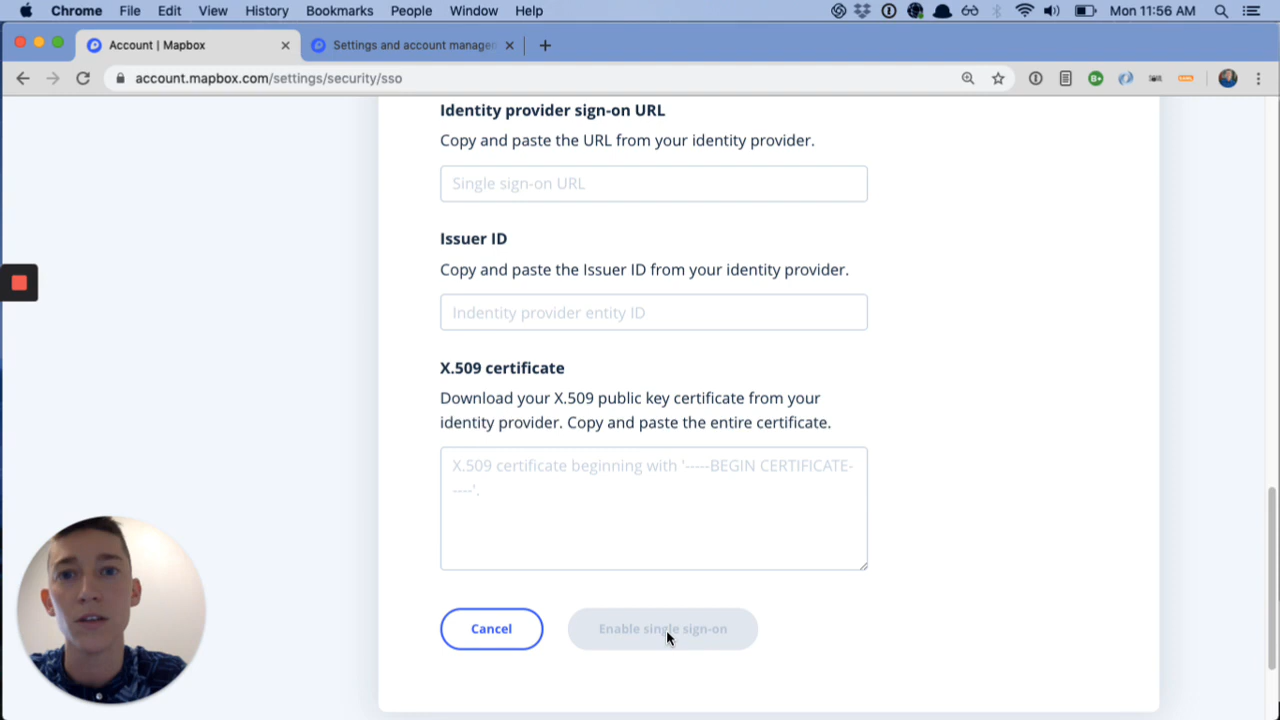 Chrome File Edit View History Bookmarks People Window Help Mon 11:56 AM
Account | Mapbox
Settings and account manage
account.mapbox.com/settings/security/sso
Identity provider sign-on URL
Copy and paste the URL from your identity provider.
Single sign-on URL
Issuer ID
Copy and paste the Issuer ID from your identity provider.
Indentity provider entity ID
X.509 certificate
Download your X.509 public key certificate from your
identity provider. Copy and paste the entire certificate.
X.509 certificate beginning with '-----BEGIN CERTIFICATE-
----'.
Cancel Enable single sign-on